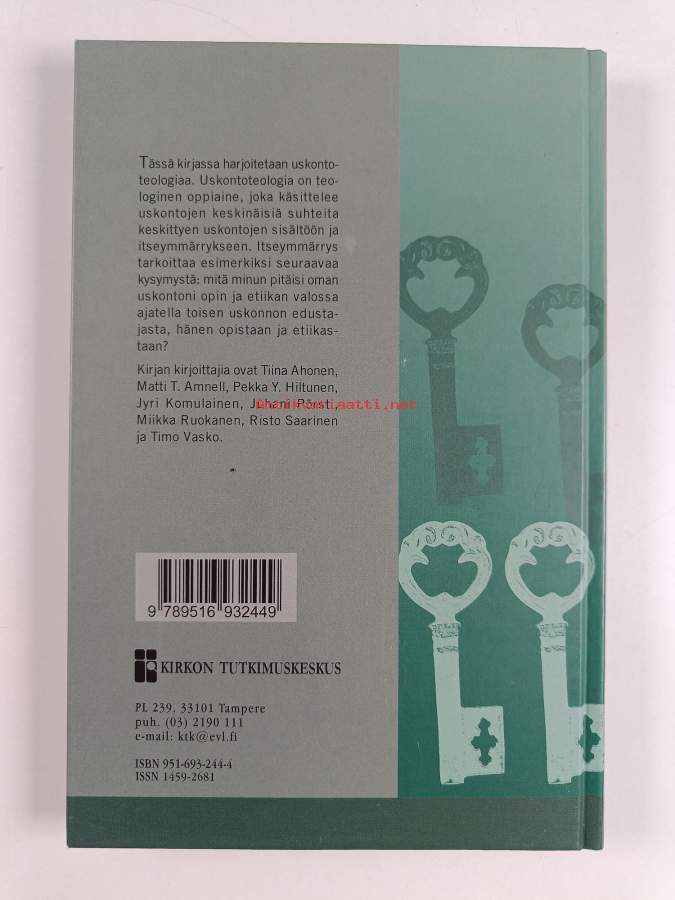 Tässä kirjassa harjoitetaan uskonto-
teologiaa. Uskontoteologia on teo-
loginen oppiaine, joka käsittelee
uskontojen keskinäisiä suhteita
keskittyen uskontojen sisältöön ja
itseymmärrykseen. Itseymmärrys
tarkoittaa esimerkiksi seuraavaa
kysymystä: mitä minun pitäisi oman
uskontoni opin ja etiikan valossa
ajatella toisen uskonnon edusta-
jasta, hänen opistaan ja etiikas-
taan?
Kirjan kirjoittajia ovat Tiina Ahonen,
Matti T. Amnell, Pekka Y. Hiltunen,
Jyri Komulainen, Juhani
Miikka Ruokanen, Risto Saarinen
ja Timo Vasko.
9 789516 932449
KIRKON TUTKIMUSKESKUS
PL 239, 33101 Tampere
puh. (03) 2190 111
e-mail: ktk@evl.fi
ISBN 951-693-244-4
ISSN 1459-2681